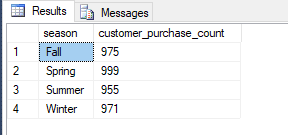 Results Messages
season customer_purchase_count
1 Fall 975
2 Spring 999
3 Summer 955
4 Winter 971